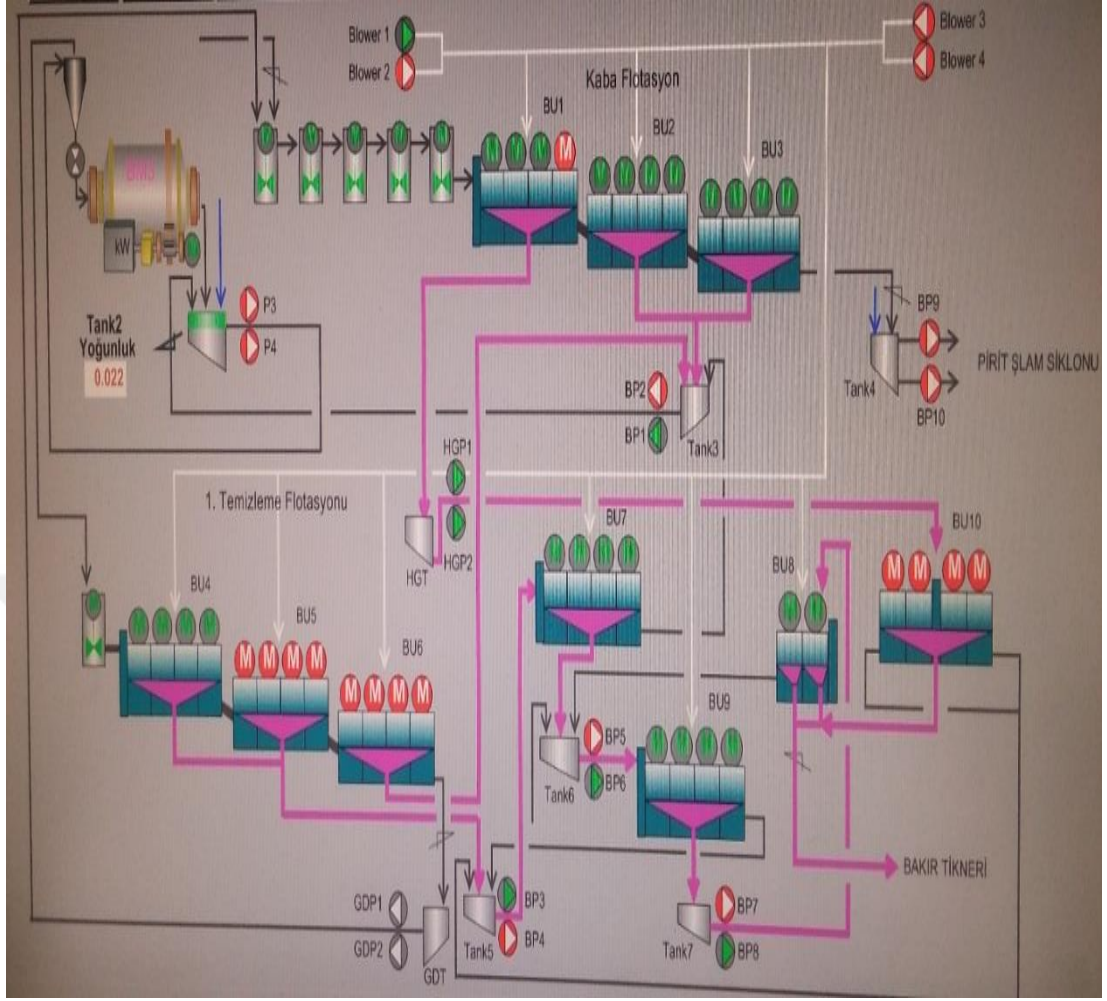 Blower 1
Blower 2
Blower 3
Blower 4
Kaba Flotasyon
BU1
BU2
BU3
M
BM3
kW
P3
P4
Tank2
Yoğunluk
0.022
BP9
PİRİT ŞLAM SİKLONU
BP10
Tank4
BP2
BP1
Tank3
HGP1
HGP2
HGT
1. Temizleme Flotasyonu
BU4
BU5
M M M M
BU6
M M M M
BU7
BU8
BU10
M M M M
BU9
BP5
BP6
Tank6
BAKIR TİKNERİ
GDP1
GDP2
GDT
BP3
BP4
Tank5
BP7
BP8
Tank7